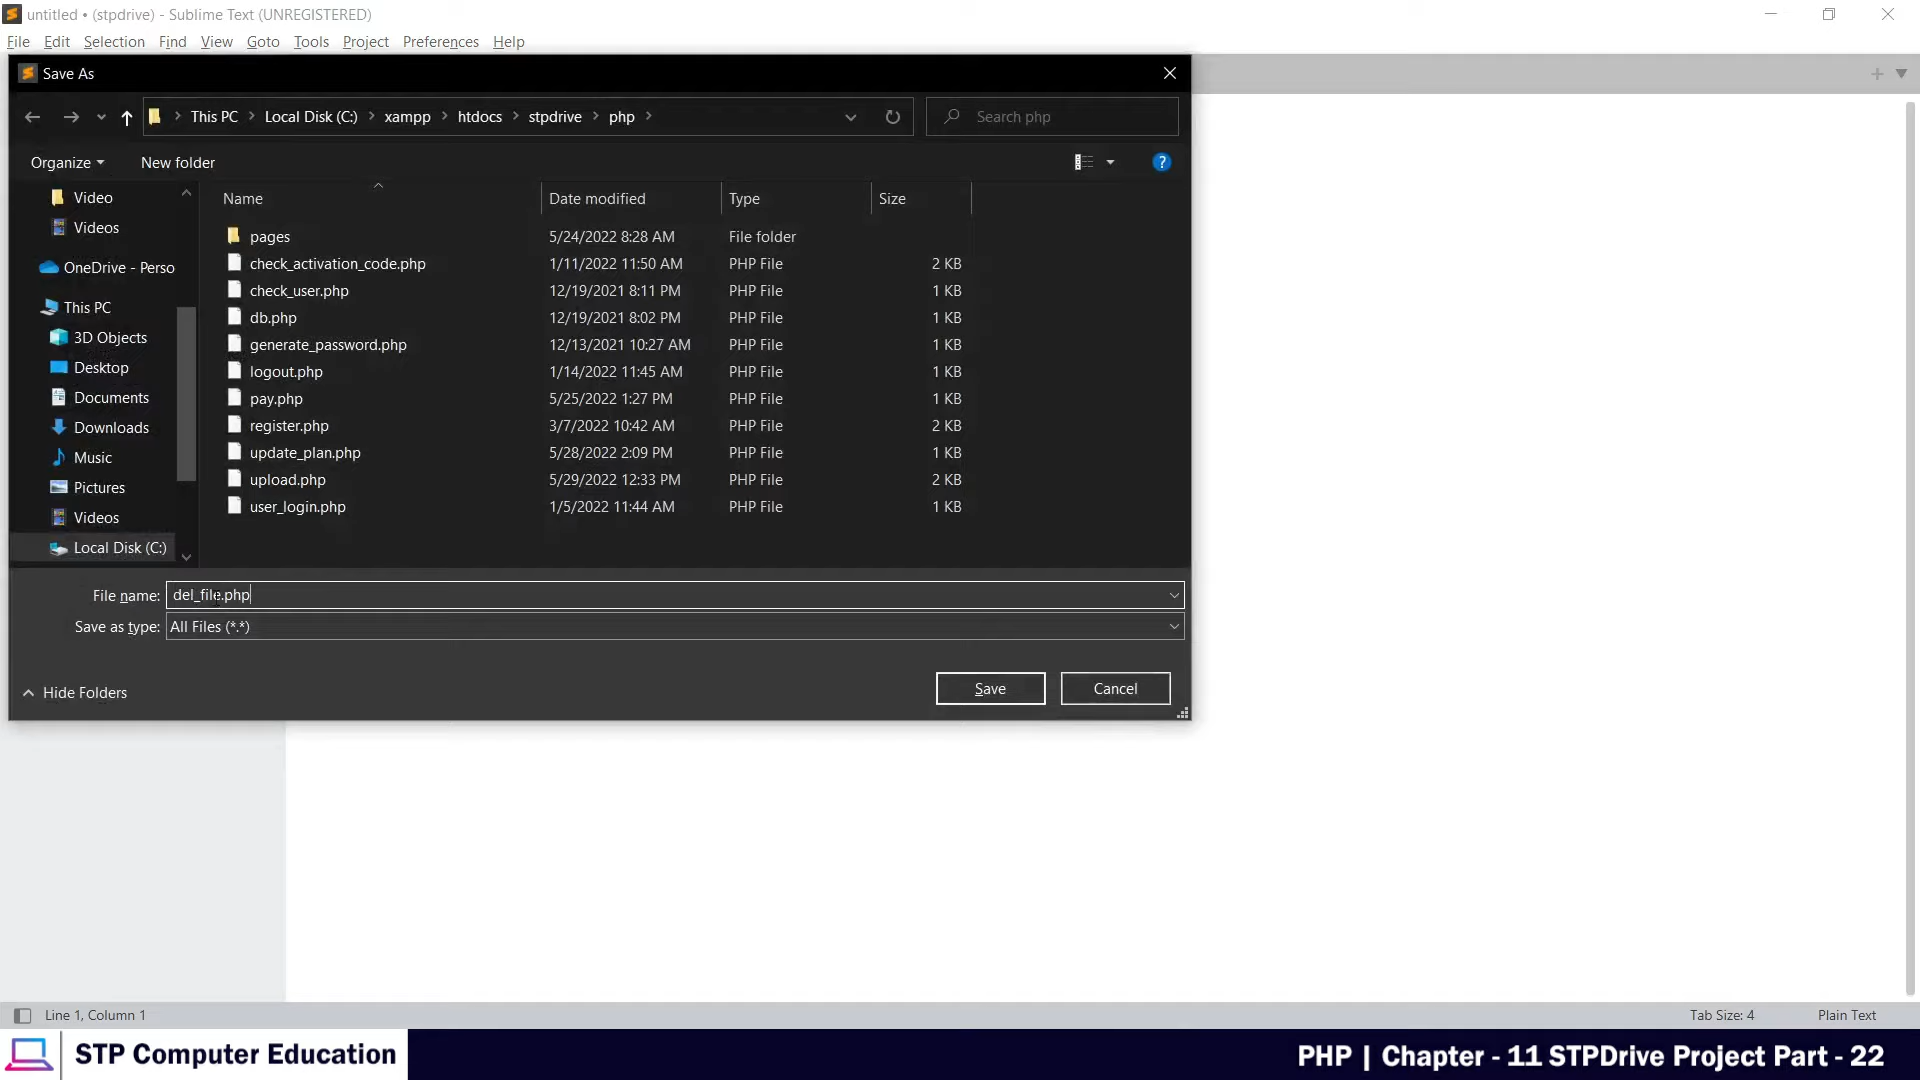 untitled • (stpdrive) - Sublime Text (UNREGISTERED)
File Edit Selection Find View Goto Tools Project Preferences Help
Save As
This PC > Local Disk (C:) > xampp > htdocs > stpdrive > php >
Search php
Organize
New folder
Video
Videos
OneDrive - Perso
This PC
3D Objects
Desktop
Documents
Downloads
Music
Pictures
Videos
Local Disk (C:)
Name Date modified Type Size
pages 5/24/2022 8:28 AM File folder
check_activation_code.php 1/11/2022 11:50 AM PHP File 2 KB
check_user.php 12/19/2021 8:11 PM PHP File 1 KB
db.php 12/19/2021 8:02 PM PHP File 1 KB
generate_password.php 12/13/2021 10:27 AM PHP File 1 KB
logout.php 1/14/2022 11:45 AM PHP File 1 KB
pay.php 5/25/2022 1:27 PM PHP File 1 KB
register.php 3/7/2022 10:42 AM PHP File 2 KB
update_plan.php 5/28/2022 2:09 PM PHP File 1 KB
upload.php 5/29/2022 12:33 PM PHP File 2 KB
user_login.php 1/5/2022 11:44 AM PHP File 1 KB
File name: del_file.php
Save as type: All Files (*.*)
Hide Folders
Save
Cancel
Line 1, Column 1
Tab Size: 4
Plain Text
STP Computer Education
PHP | Chapter - 11 STPDrive Project Part - 22